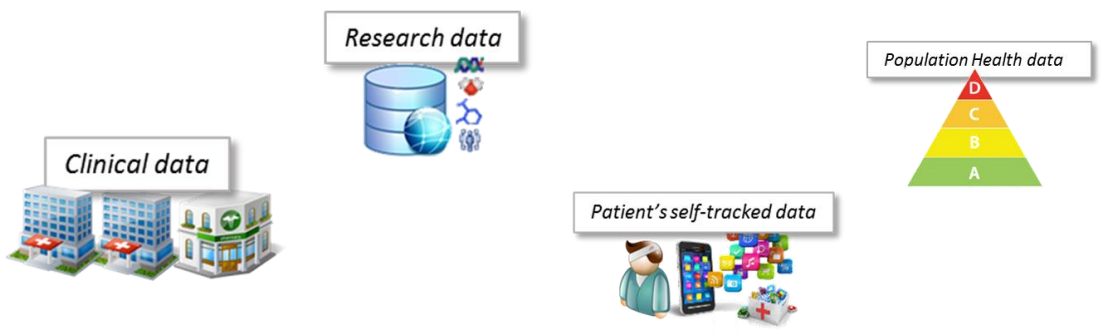 Research data
Population Health data
D
C
B
A
Clinical data
Patient's self-tracked data